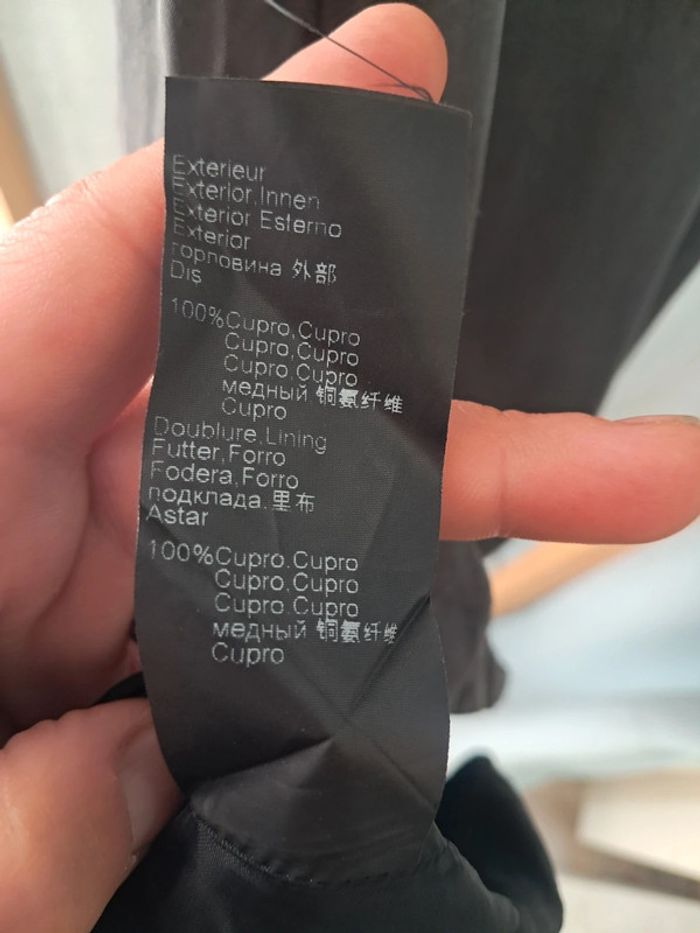 Exterieur
Exterior,Innen
Exterior Esterno
Exterior
горловина 外部
Dış
100%Cupro,Cupro
Cupro,Cupro
Cupro,Cupro
медный 铜氨纤维
Cupro
Doublure,Lining
Futter,Forro
Fodera,Forro
подклада,里布
Astar
100%Cupro,Cupro
Cupro,Cupro
Cupro,Cupro
медный 铜氨纤维
Cupro